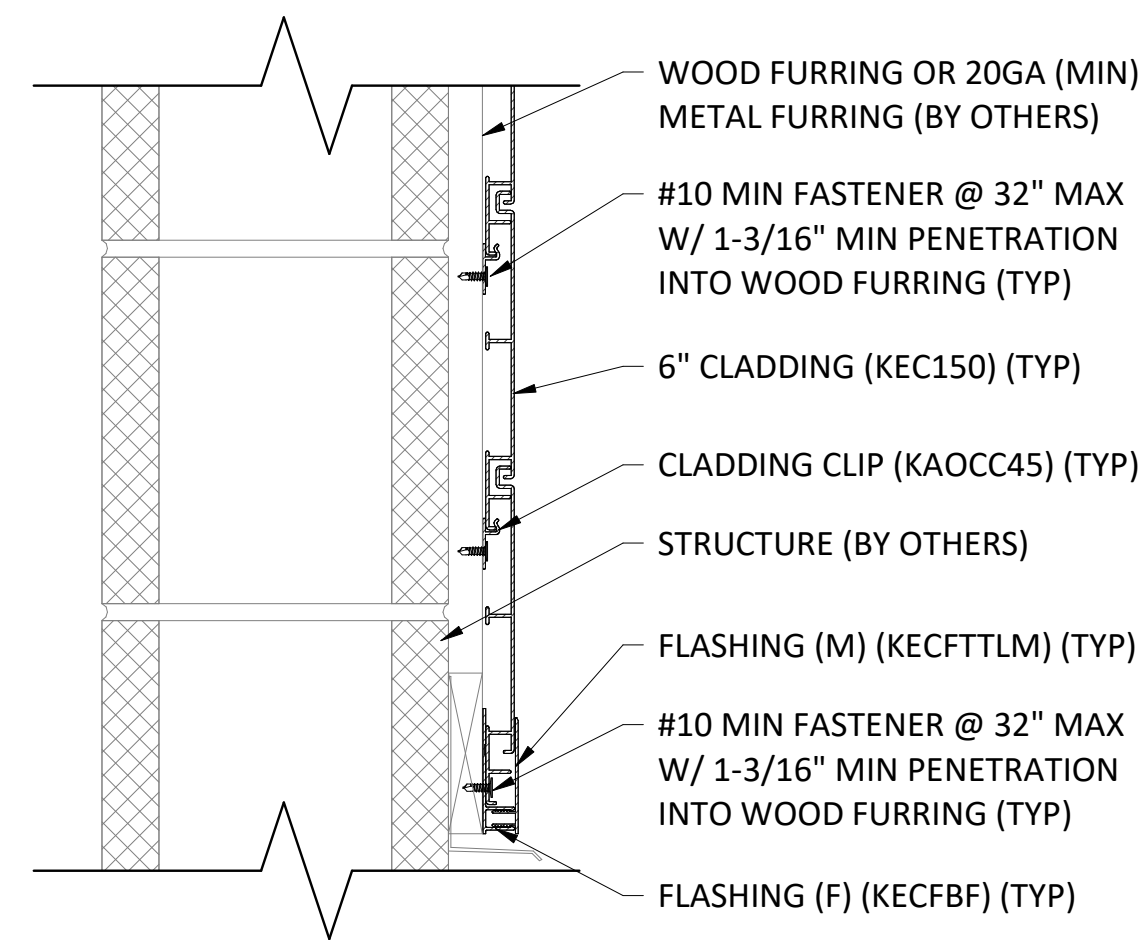 WOOD FURRING OR 20GA (MIN)
METAL FURRING (BY OTHERS)
#10 MIN FASTENER @ 32" MAX
W/ 1-3/16" MIN PENETRATION
INTO WOOD FURRING (TYP)
6" CLADDING (KEC150) (TYP)
CLADDING CLIP (KAOCC45) (TYP)
STRUCTURE (BY OTHERS)
FLASHING (M) (KECFTTLM) (TYP)
#10 MIN FASTENER @ 32" MAX
W/ 1-3/16" MIN PENETRATION
INTO WOOD FURRING (TYP)
FLASHING (F) (KECFBF) (TYP)